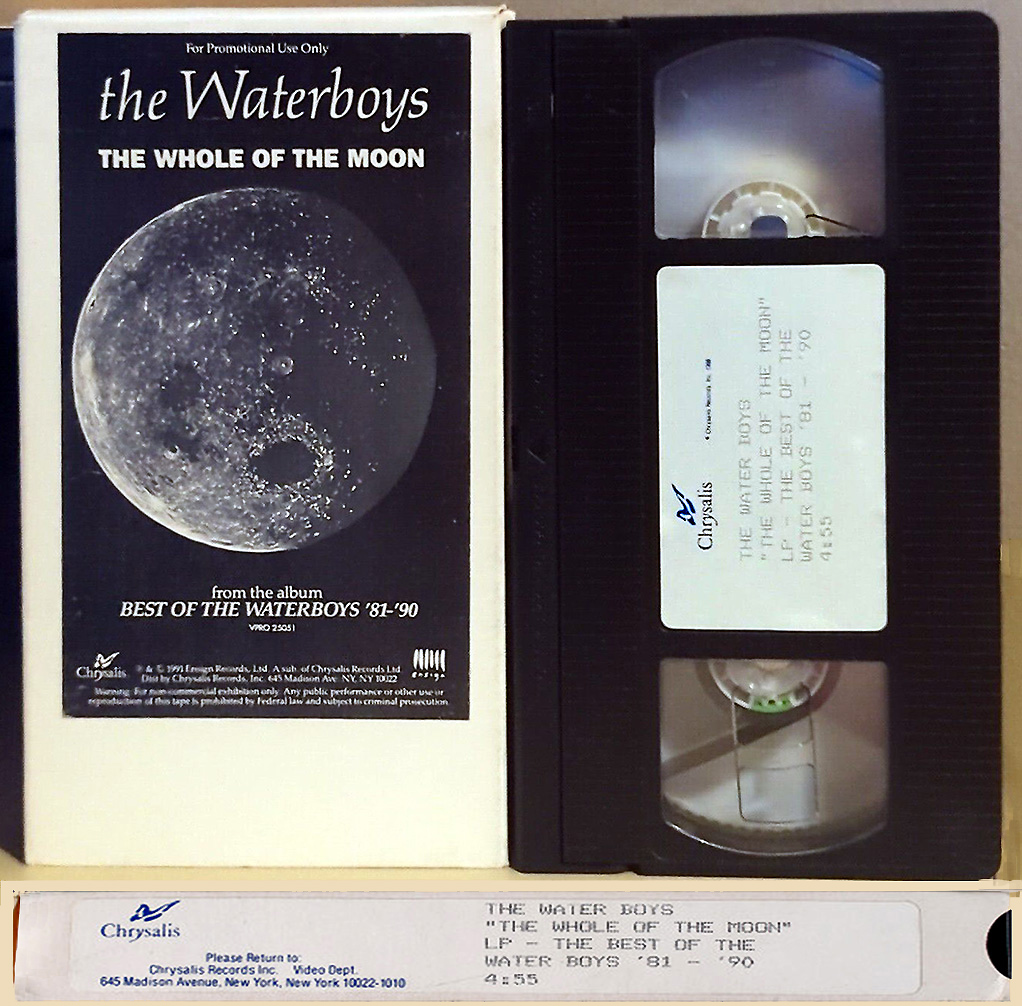 For Promotional Use Only
the Waterboys
THE WHOLE OF THE MOON
from the album
BEST OF THE WATERBOYS '81-'90
VPRO 25051
Chrysalis
℗ & © 1991 Ensign Records, Ltd. A sub. of Chrysalis Records Ltd.
Dist by Chrysalis Records, Inc. 645 Madison Ave. NY, NY 10022
ensign
Warning: For non-commercial exhibition only. Any public performance or other use or
reproduction of this tape is prohibited by Federal law and subject to criminal prosecution.
Chrysalis
THE WATER BOYS
"THE WHOLE OF THE MOON"
LP - THE BEST OF THE
WATER BOYS '81 - '90
4:55
Chrysalis
Please Return to:
Chrysalis Records Inc. Video Dept.
645 Madison Avenue, New York, New York 10022-1010
THE WATER BOYS
"THE WHOLE OF THE MOON"
LP - THE BEST OF THE
WATER BOYS '81 - '90
4:55